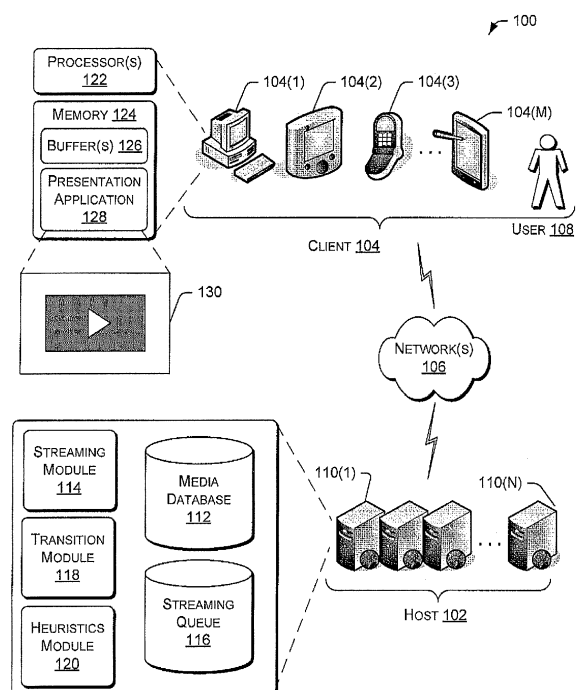 100
PROCESSOR(S)
122
MEMORY 124
BUFFER(S) 126
PRESENTATION
APPLICATION
128
130
104(1)
104(2)
104(3)
104(M)
...
USER 108
CLIENT 104
NETWORK(S)
106
STREAMING
MODULE
114
TRANSITION
MODULE
118
HEURISTICS
MODULE
120
MEDIA
DATABASE
112
STREAMING
QUEUE
116
110(1)
110(N)
...
HOST 102